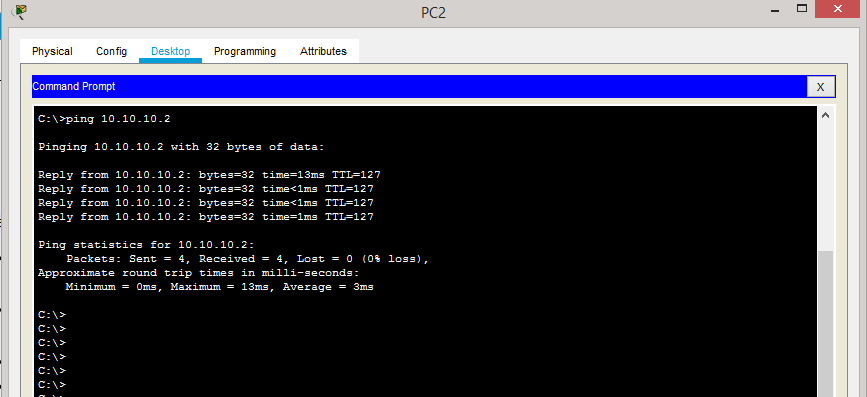 PC2
Physical Config Desktop Programming Attributes
Command Prompt
X
C:\>ping 10.10.10.2
Pinging 10.10.10.2 with 32 bytes of data:
Reply from 10.10.10.2: bytes=32 time=13ms TTL=127
Reply from 10.10.10.2: bytes=32 time<1ms TTL=127
Reply from 10.10.10.2: bytes=32 time<1ms TTL=127
Reply from 10.10.10.2: bytes=32 time=1ms TTL=127
Ping statistics for 10.10.10.2:
    Packets: Sent = 4, Received = 4, Lost = 0 (0% loss),
Approximate round trip times in milli-seconds:
    Minimum = 0ms, Maximum = 13ms, Average = 3ms
C:\>
C:\>
C:\>
C:\>
C:\>
C:\>